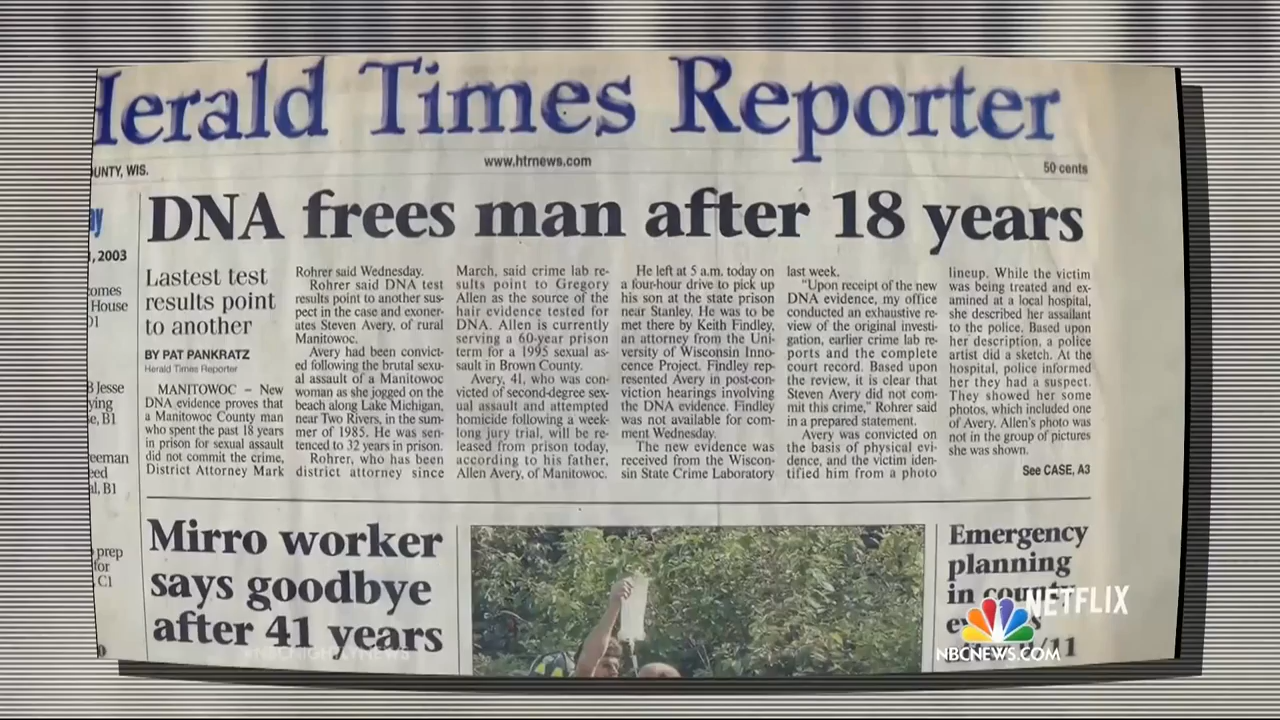 Herald Times Reporter
UNTY, WIS.
www.htrnews.com
50 cents
DNA frees man after 18 years
, 2003
omes
House
D1
B Jesse
ying
e, B1
eeman
eed
al, B1
prep
for
C1
Lastest test
results point
to another
BY PAT PANKRATZ
Herald Times Reporter
MANITOWOC – New
DNA evidence proves that
a Manitowoc County man
who spent the past 18 years
in prison for sexual assault
did not commit the crime,
District Attorney Mark
Rohrer said Wednesday.
Rohrer said DNA test
results point to another sus-
pect in the case and exoner-
ates Steven Avery, of rural
Manitowoc.
Avery had been convict-
ed following the brutal sexu-
al assault of a Manitowoc
woman as she jogged on the
beach along Lake Michigan,
near Two Rivers, in the sum-
mer of 1985. He was sen-
tenced to 32 years in prison.
Rohrer, who has been
district attorney since
March, said crime lab re-
sults point to Gregory
Allen as the source of the
hair evidence tested for
DNA. Allen is currently
serving a 60-year prison
term for a 1995 sexual as-
sault in Brown County.
Avery, 41, who was con-
victed of second-degree sex-
ual assault and attempted
homicide following a week-
long jury trial, will be re-
leased from prison today,
according to his father,
Allen Avery, of Manitowoc.
He left at 5 a.m. today on
a four-hour drive to pick up
his son at the state prison
near Stanley. He was to be
met there by Keith Findley,
an attorney from the Uni-
versity of Wisconsin Inno-
cence Project. Findley rep-
resented Avery in post-con-
viction hearings involving
the DNA evidence. Findley
was not available for com-
ment Wednesday.
The new evidence was
received from the Wiscon-
sin State Crime Laboratory
last week.
"Upon receipt of the new
DNA evidence, my office
conducted an exhaustive re-
view of the original investi-
gation, earlier crime lab re-
ports and the complete
court record. Based upon
the review, it is clear that
Steven Avery did not com-
mit this crime," Rohrer said
in a prepared statement.
Avery was convicted on
the basis of physical evi-
dence, and the victim iden-
tified him from a photo
lineup. While the victim
was being treated and ex-
amined at a local hospital,
she described her assailant
to the police. Based upon
her description, a police
artist did a sketch. At the
hospital, police informed
her they had a suspect.
They showed her some
photos, which included one
of Avery. Allen's photo was
not in the group of pictures
she was shown.
See CASE, A3
Mirro worker
says goodbye
after 41 years
Emergency
planning
in county
NETFLIX
NBCNEWS.COM
#NBCNIGHTLYNEWS